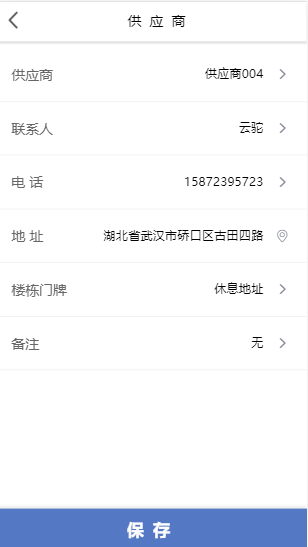 供 应 商
供应商 供应商004
联系人 云驼
电 话 15872395723
地 址 湖北省武汉市硚口区古田四路
楼栋门牌 休息地址
备注 无
保 存